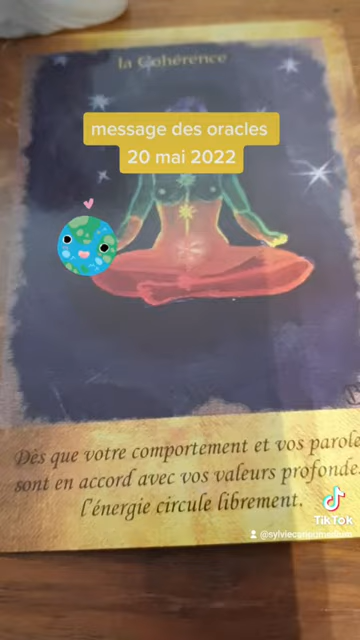 la Cohérence
message des oracles
20 mai 2022
Dès que votre comportement et vos parole
sont en accord avec vos valeurs profonde
l'énergie circule librement.
TikTok